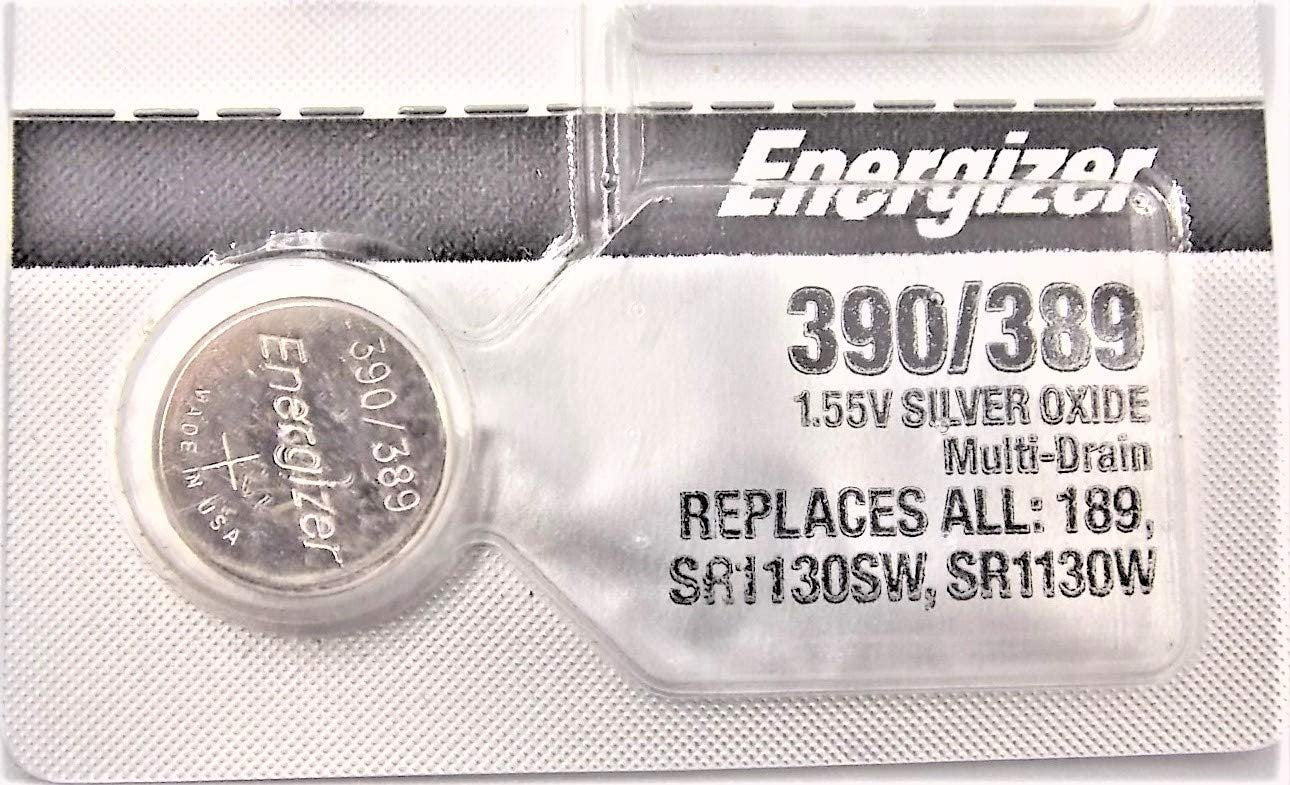 Energizer
390/389
1.55V SILVER OXIDE
Multi-Drain
REPLACES ALL: 189,
SR1130SW, SR1130W
390/389
Energizer
+
MADE IN USA